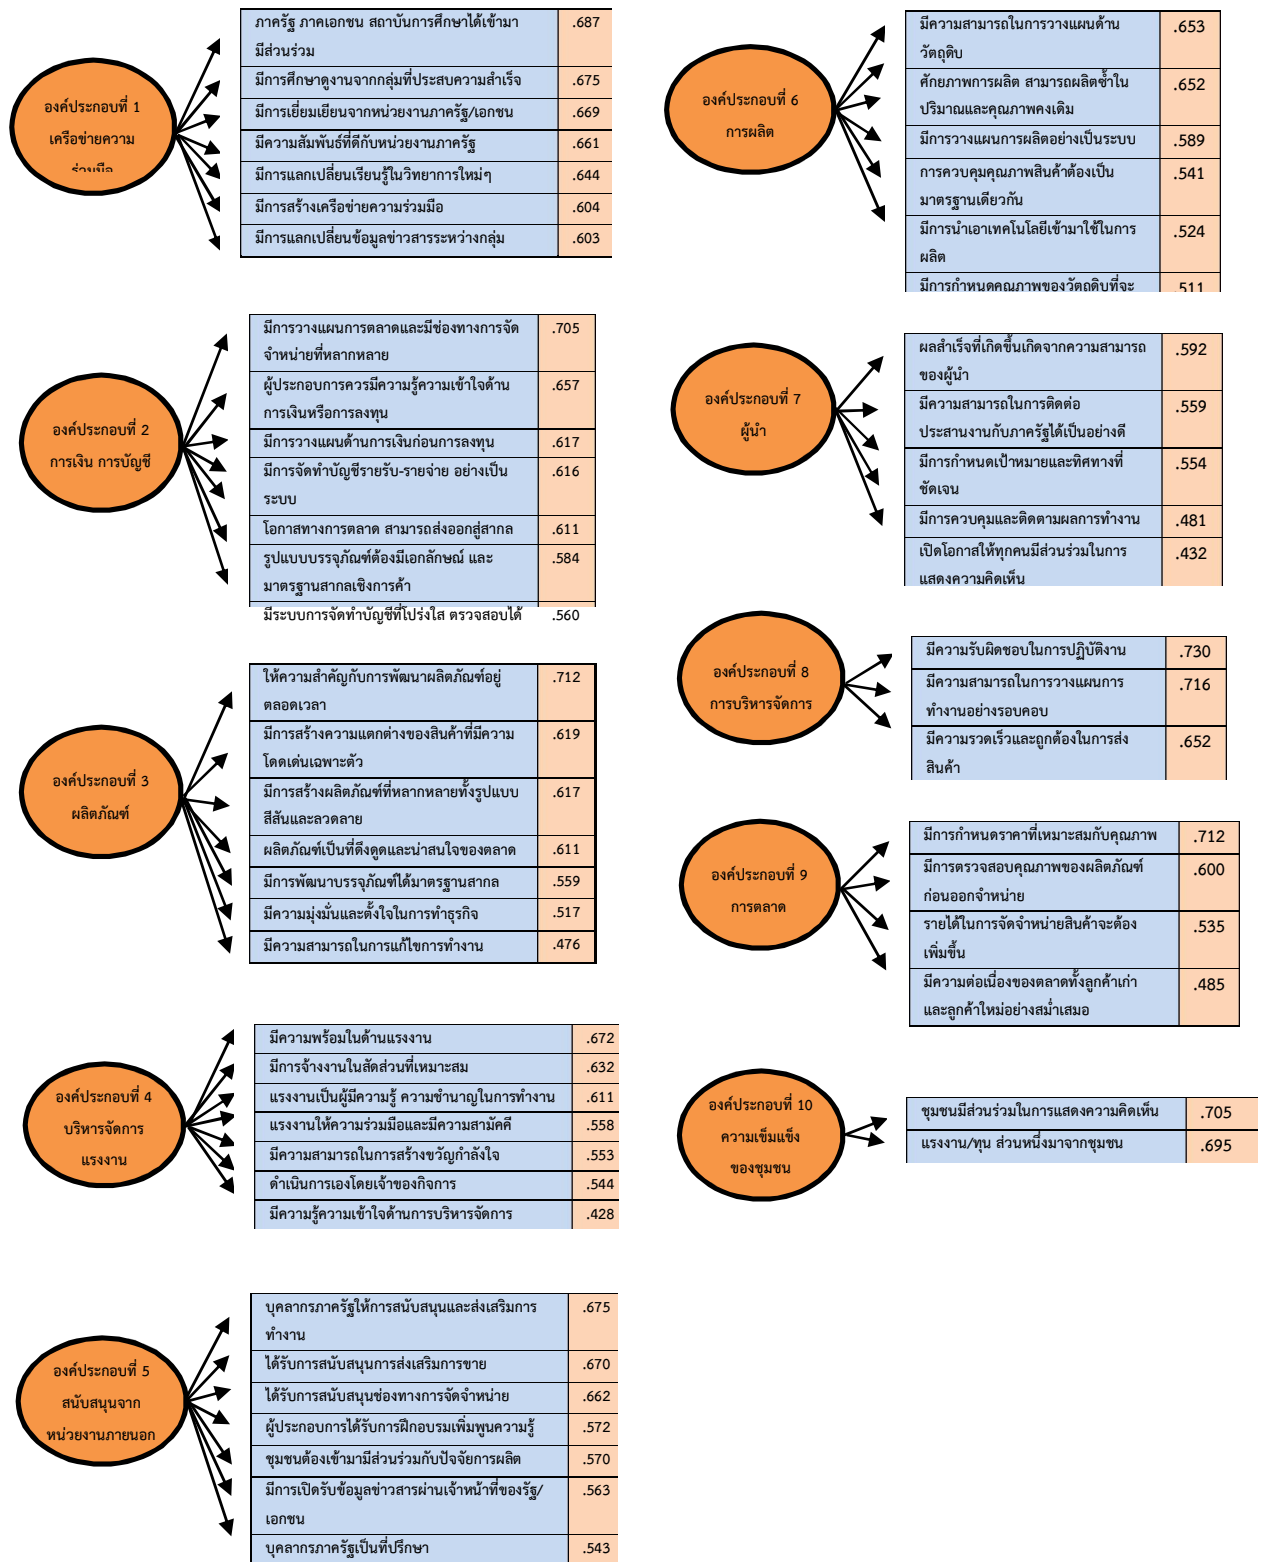 องค์ประกอบที่ 1
เครือข่ายความ
ร่วมมือ
ภาครัฐ ภาคเอกชน สถาบันการศึกษาได้เข้ามา .687
มีส่วนร่วม
มีการศึกษาดูงานจากกลุ่มที่ประสบความสำเร็จ .675
มีการเยี่ยมเยียนจากหน่วยงานภาครัฐ/เอกชน .669
มีความสัมพันธ์ที่ดีกับหน่วยงานภาครัฐ .661
มีการแลกเปลี่ยนเรียนรู้ในวิทยาการใหม่ๆ .644
มีการสร้างเครือข่ายความร่วมมือ .604
มีการแลกเปลี่ยนข้อมูลข่าวสารระหว่างกลุ่ม .603
องค์ประกอบที่ 2
การเงิน การบัญชี
มีการวางแผนการตลาดและมีช่องทางการจัด .705
จำหน่ายที่หลากหลาย
ผู้ประกอบการควรมีความรู้ความเข้าใจด้าน .657
การเงินหรือการลงทุน
มีการวางแผนด้านการเงินก่อนการลงทุน .617
มีการจัดทำบัญชีรายรับ-รายจ่าย อย่างเป็น .616
ระบบ
โอกาสทางการตลาด สามารถส่งออกสู่สากล .611
รูปแบบบรรจุภัณฑ์ต้องมีเอกลักษณ์ และ .584
มาตรฐานสากลเชิงการค้า
มีระบบการจัดทำบัญชีที่โปร่งใส ตรวจสอบได้ .560
องค์ประกอบที่ 3
ผลิตภัณฑ์
ให้ความสำคัญกับการพัฒนาผลิตภัณฑ์อยู่ .712
ตลอดเวลา
มีการสร้างความแตกต่างของสินค้าที่มีความ .619
โดดเด่นเฉพาะตัว
มีการสร้างผลิตภัณฑ์ที่หลากหลายทั้งรูปแบบ .617
สีสันและลวดลาย
ผลิตภัณฑ์เป็นที่ดึงดูดและน่าสนใจของตลาด .611
มีการพัฒนาบรรจุภัณฑ์ได้มาตรฐานสากล .559
มีความมุ่งมั่นและตั้งใจในการทำธุรกิจ .517
มีความสามารถในการแก้ไขการทำงาน .476
องค์ประกอบที่ 4
บริหารจัดการ
แรงงาน
มีความพร้อมในด้านแรงงาน .672
มีการจ้างงานในสัดส่วนที่เหมาะสม .632
แรงงานเป็นผู้มีความรู้ ความชำนาญในการทำงาน .611
แรงงานให้ความร่วมมือและมีความสามัคคี .558
มีความสามารถในการสร้างขวัญกำลังใจ .553
ดำเนินการเองโดยเจ้าของกิจการ .544
มีความรู้ความเข้าใจด้านการบริหารจัดการ .428
องค์ประกอบที่ 5
สนับสนุนจาก
หน่วยงานภายนอก
บุคลากรภาครัฐให้การสนับสนุนและส่งเสริมการ .675
ทำงาน
ได้รับการสนับสนุนการส่งเสริมการขาย .670
ได้รับการสนับสนุนช่องทางการจัดจำหน่าย .662
ผู้ประกอบการได้รับการฝึกอบรมเพิ่มพูนความรู้ .572
ชุมชนต้องเข้ามามีส่วนร่วมกับปัจจัยการผลิต .570
มีการเปิดรับข้อมูลข่าวสารผ่านเจ้าหน้าที่ของรัฐ/ .563
เอกชน
บุคลากรภาครัฐเป็นที่ปรึกษา .543
องค์ประกอบที่ 6
การผลิต
มีความสามารถในการวางแผนด้าน .653
วัตถุดิบ
ศักยภาพการผลิต สามารถผลิตซ้ำใน .652
ปริมาณและคุณภาพคงเดิม
มีการวางแผนการผลิตอย่างเป็นระบบ .589
การควบคุมคุณภาพสินค้าต้องเป็น .541
มาตรฐานเดียวกัน
มีการนำเอาเทคโนโลยีเข้ามาใช้ในการ .524
ผลิต
มีการกำหนดคุณภาพของวัตถุดิบที่จะ .511
องค์ประกอบที่ 7
ผู้นำ
ผลสำเร็จที่เกิดขึ้นเกิดจากความสามารถ .592
ของผู้นำ
มีความสามารถในการติดต่อ .559
ประสานงานกับภาครัฐได้เป็นอย่างดี
มีการกำหนดเป้าหมายและทิศทางที่ .554
ชัดเจน
มีการควบคุมและติดตามผลการทำงาน .481
เปิดโอกาสให้ทุกคนมีส่วนร่วมในการ .432
แสดงความคิดเห็น
องค์ประกอบที่ 8
การบริหารจัดการ
มีความรับผิดชอบในการปฏิบัติงาน .730
มีความสามารถในการวางแผนการ .716
ทำงานอย่างรอบคอบ
มีความรวดเร็วและถูกต้องในการส่ง .652
สินค้า
องค์ประกอบที่ 9
การตลาด
มีการกำหนดราคาที่เหมาะสมกับคุณภาพ .712
มีการตรวจสอบคุณภาพของผลิตภัณฑ์ .600
ก่อนออกจำหน่าย
รายได้ในการจัดจำหน่ายสินค้าจะต้อง .535
เพิ่มขึ้น
มีความต่อเนื่องของตลาดทั้งลูกค้าเก่า .485
และลูกค้าใหม่อย่างสม่ำเสมอ
องค์ประกอบที่ 10
ความเข็มแข็ง
ของชุมชน
ชุมชนมีส่วนร่วมในการแสดงความคิดเห็น .705
แรงงาน/ทุน ส่วนหนึ่งมาจากชุมชน .695